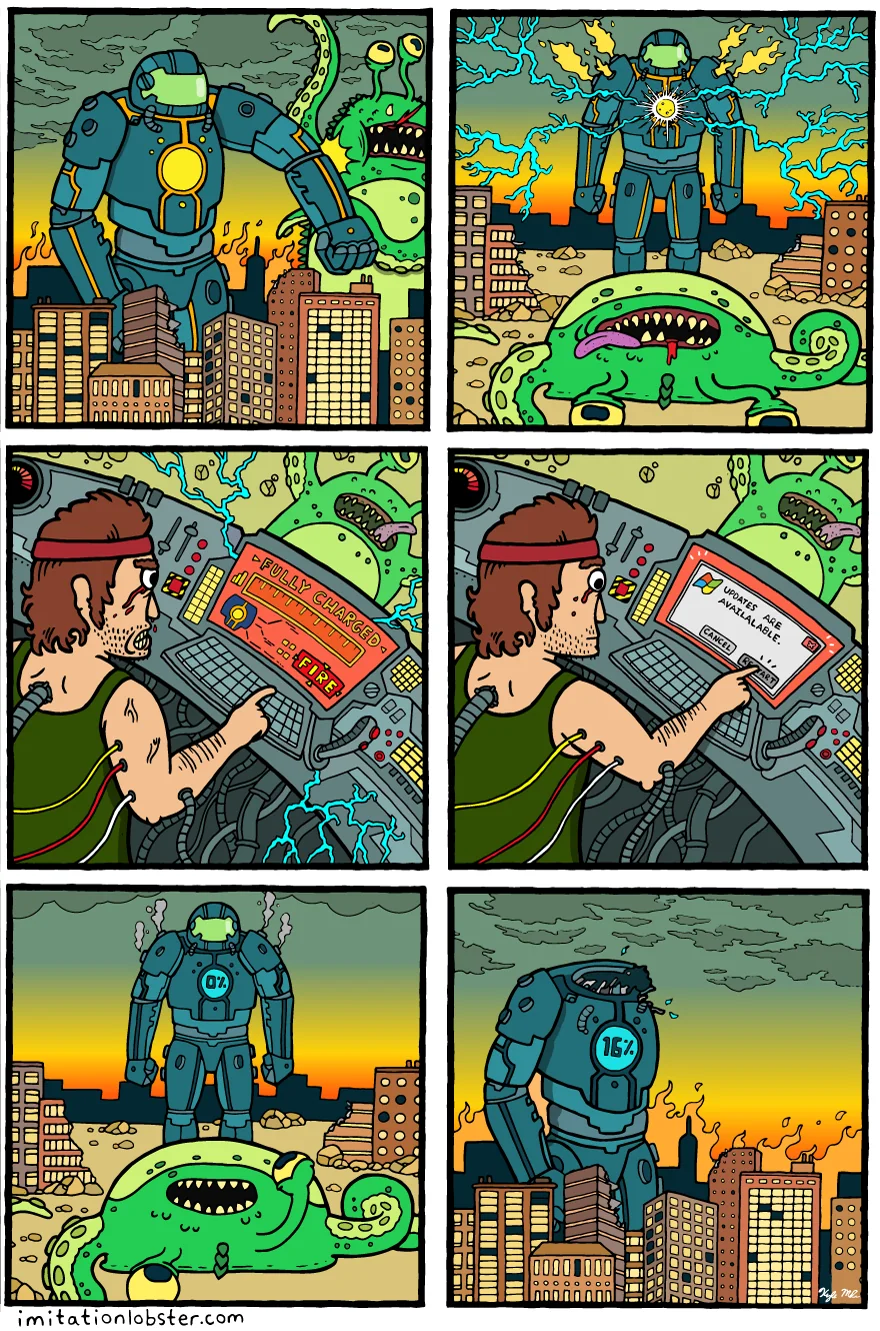 FULLY CHARGED
FIRE
UPDATES ARE
AVAILALABLE.
CANCEL
0%
16%
imitationlobster.com